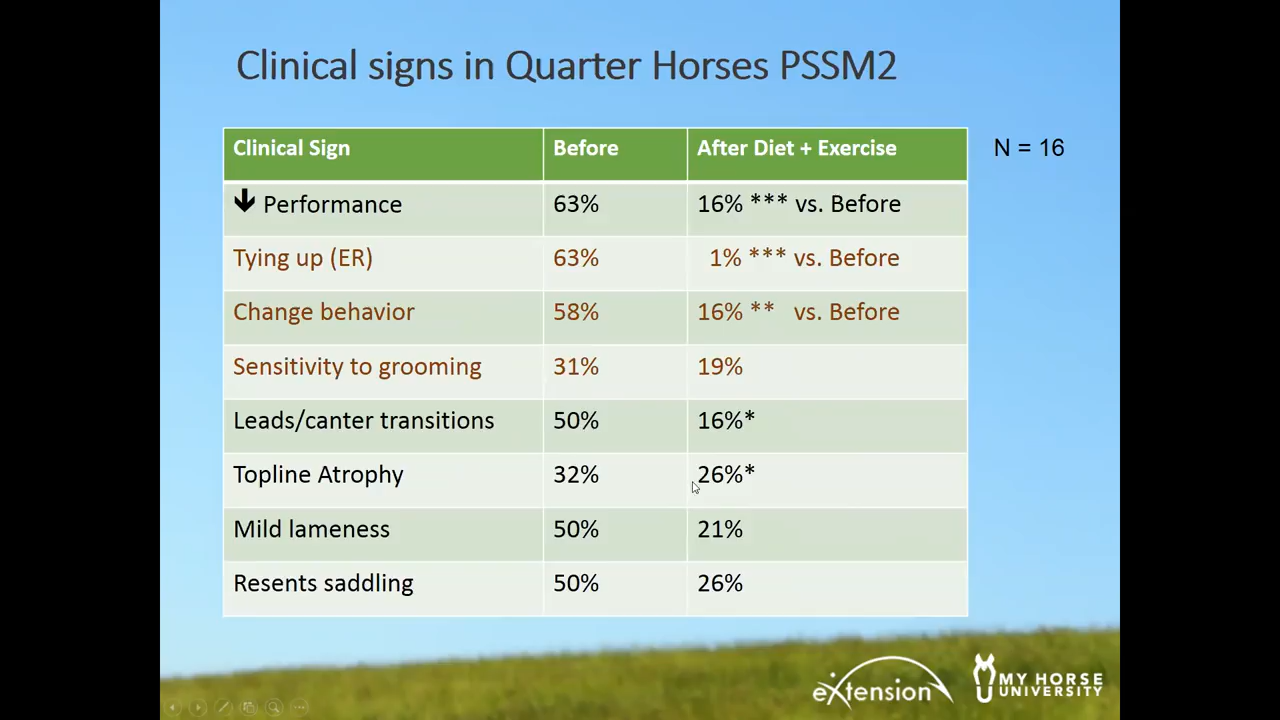 Clinical signs in Quarter Horses PSSM2
Clinical Sign Before After Diet + Exercise N = 16
🡇 Performance 63% 16% *** vs. Before
Tying up (ER) 63% 1% *** vs. Before
Change behavior 58% 16% ** vs. Before
Sensitivity to grooming 31% 19%
Leads/canter transitions 50% 16%*
Topline Atrophy 32% 26%*
Mild lameness 50% 21%
Resents saddling 50% 26%
eXtension MY HORSE
UNIVERSITY